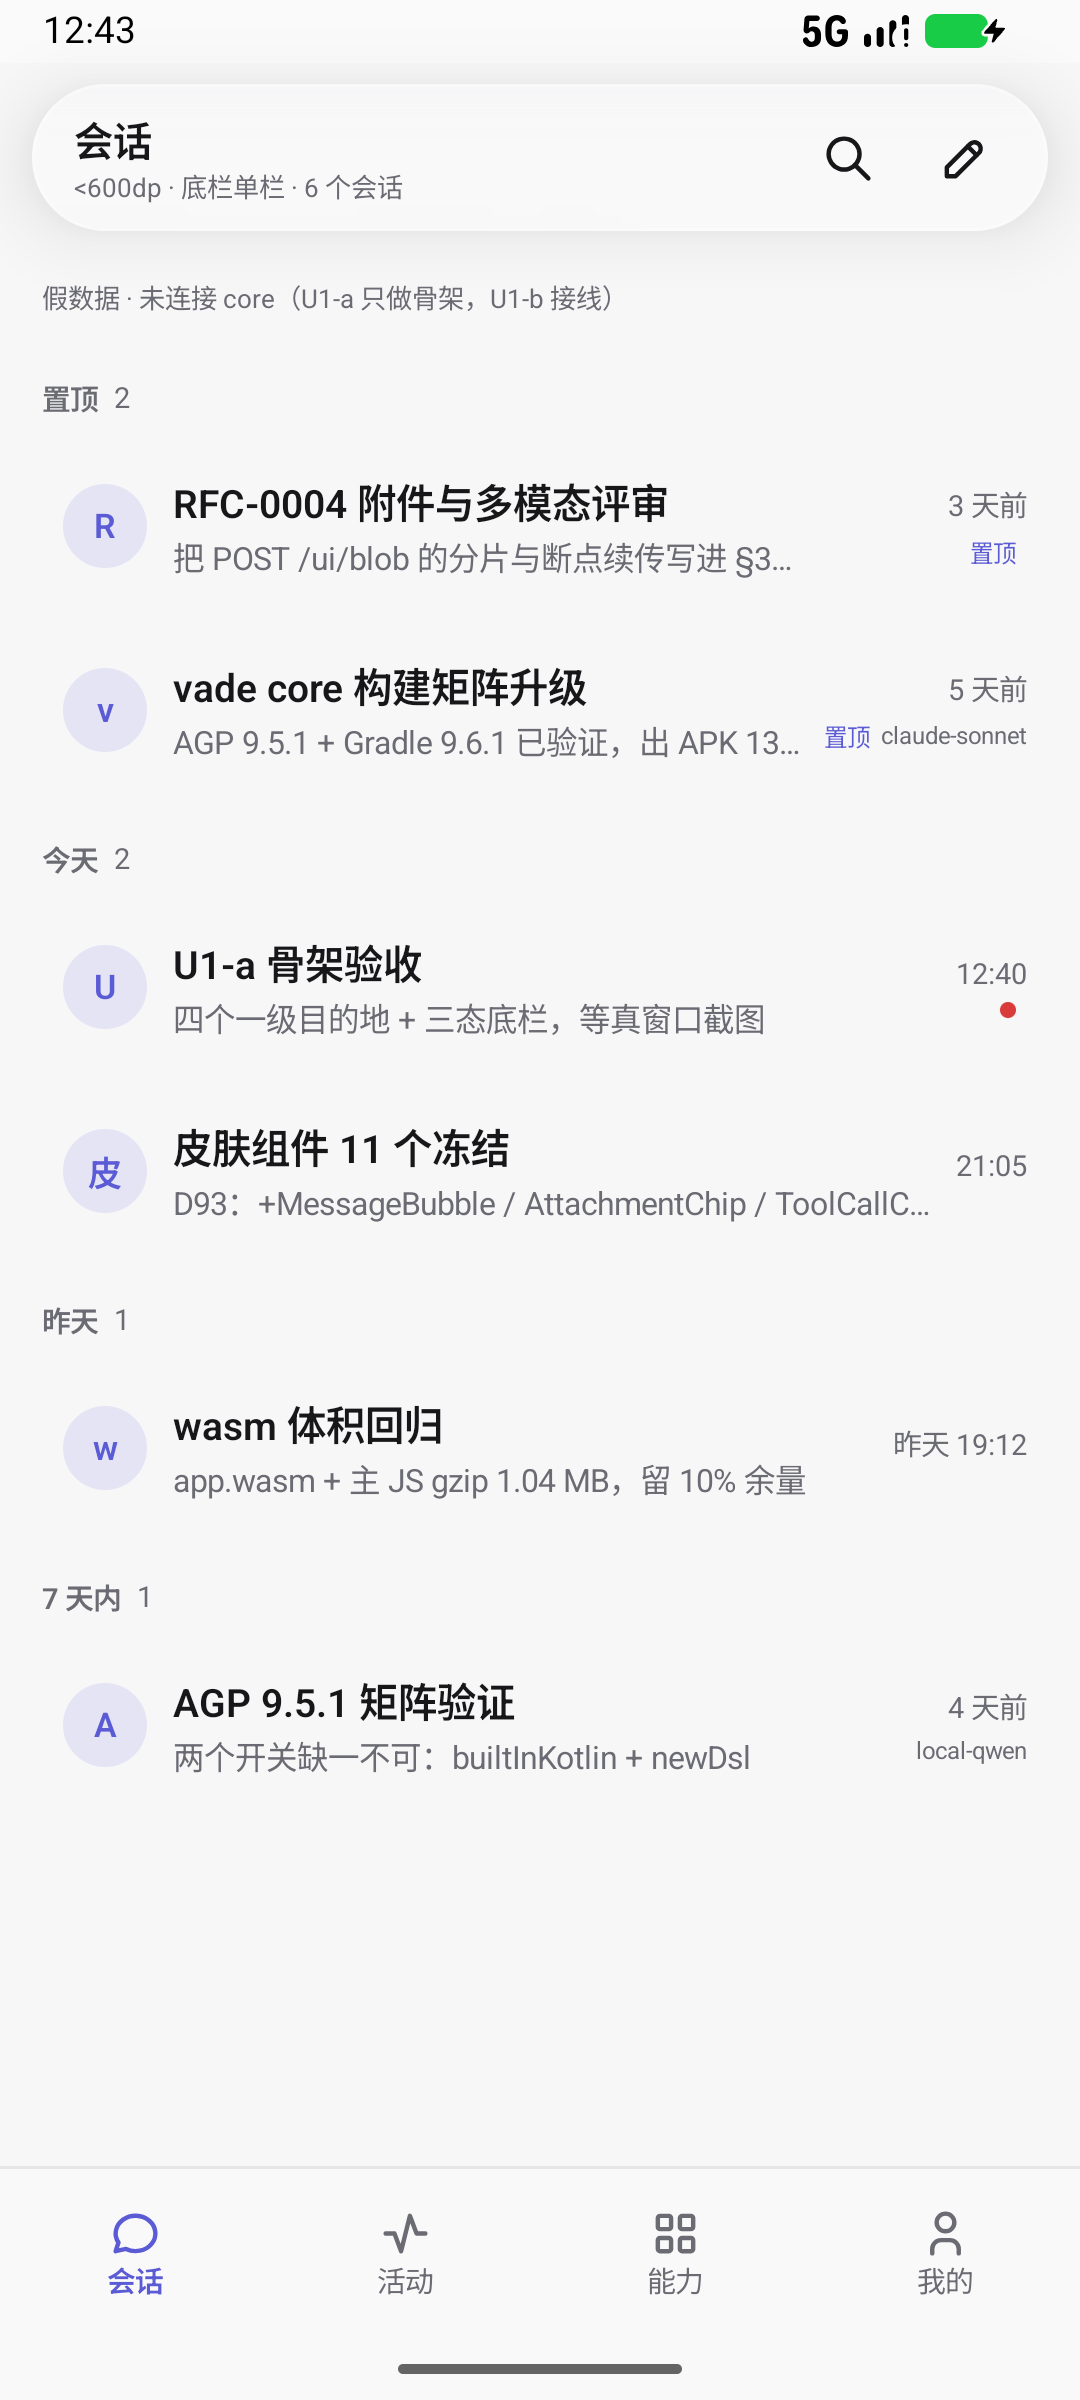 12:43
5G
会话
<600dp · 底栏单栏 · 6 个会话
假数据 · 未连接 core（U1-a 只做骨架，U1-b 接线）
置顶 2
R
RFC-0004 附件与多模态评审
3 天前
把 POST /ui/blob 的分片与断点续传写进 §3...
置顶
v
vade core 构建矩阵升级
5 天前
AGP 9.5.1 + Gradle 9.6.1 已验证，出 APK 13...
置顶 claude-sonnet
今天 2
U
U1-a 骨架验收
12:40
四个一级目的地 + 三态底栏，等真窗口截图
皮
皮肤组件 11 个冻结
21:05
D93：+MessageBubble / AttachmentChip / ToolCallC...
昨天 1
w
wasm 体积回归
昨天 19:12
app.wasm + 主 JS gzip 1.04 MB，留 10% 余量
7 天内 1
A
AGP 9.5.1 矩阵验证
4 天前
两个开关缺一不可：builtInKotlin + newDsl
local-qwen
会话
活动
能力
我的